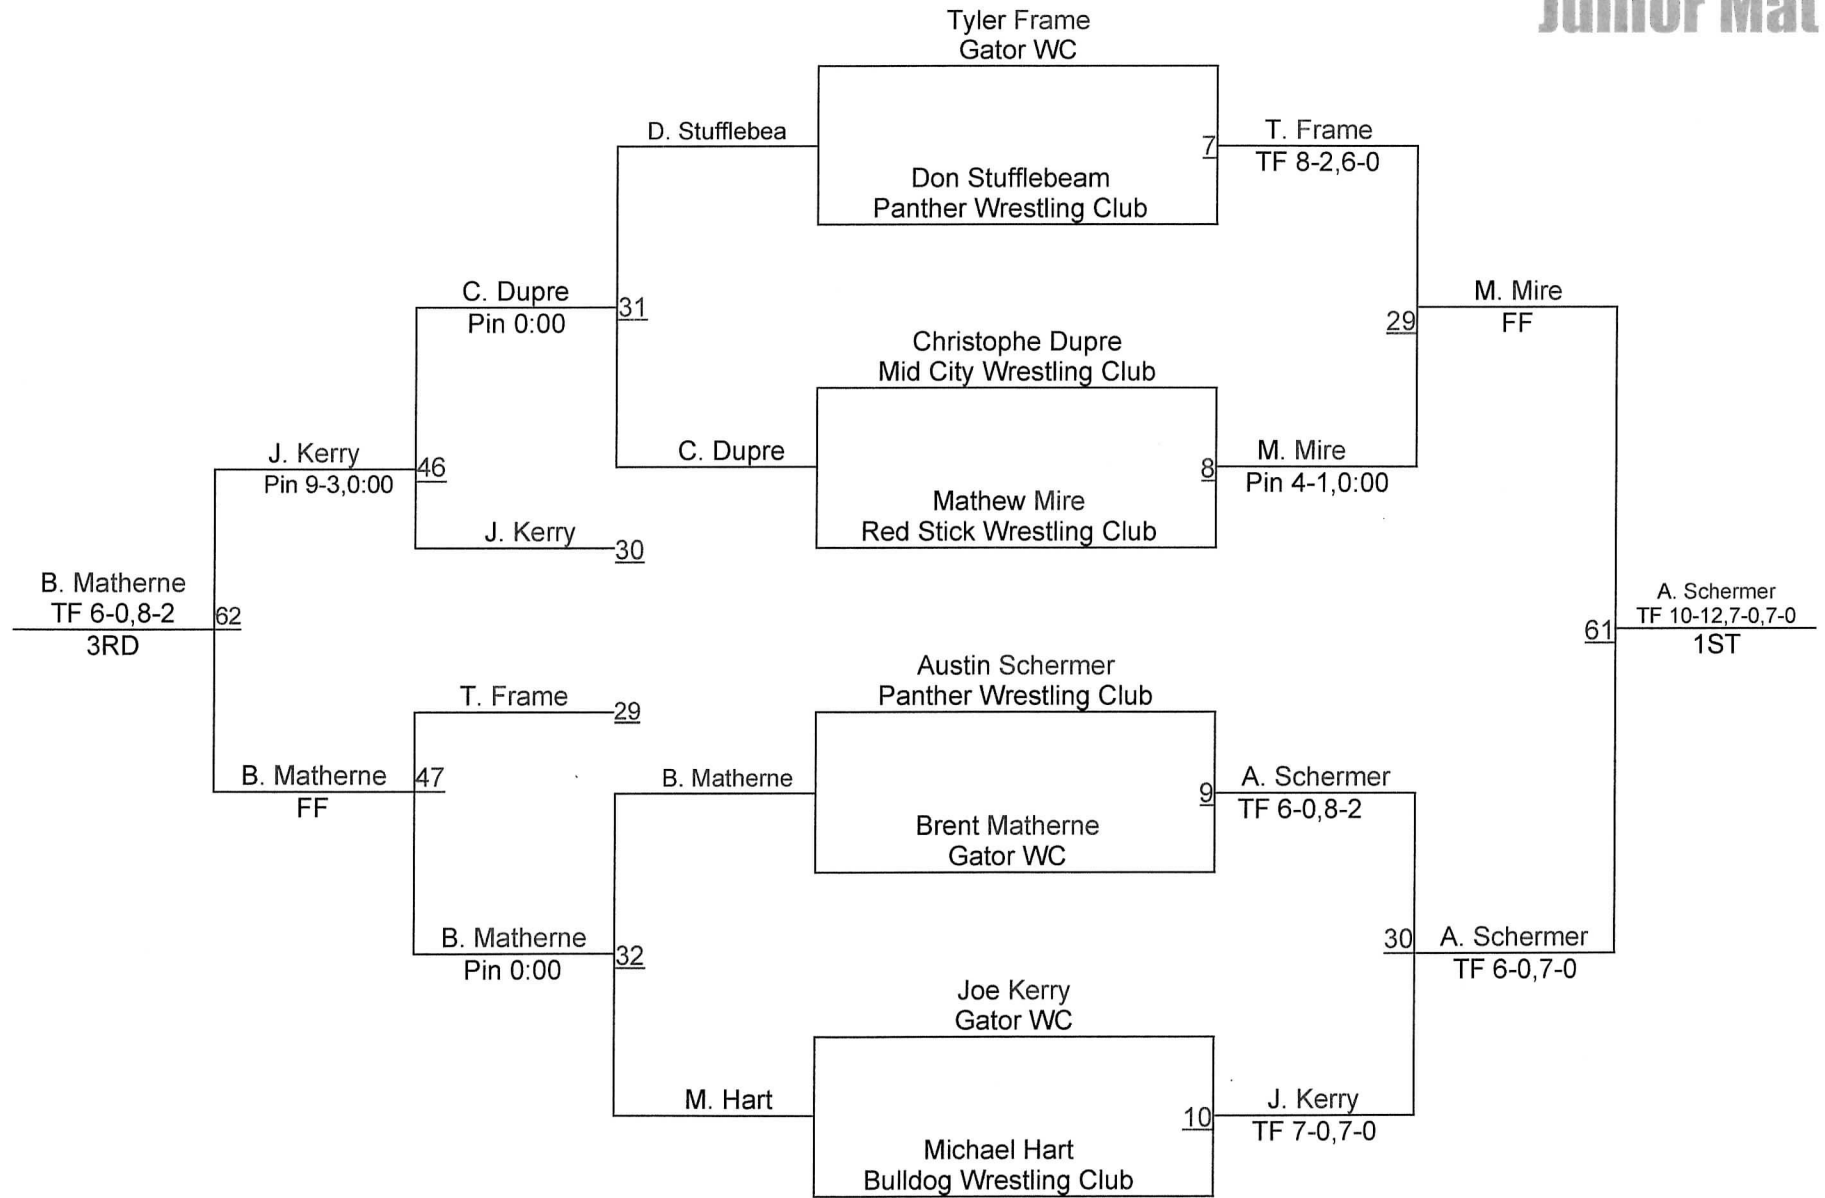 Junior Mat
Tyler Frame
Gator WC
D. Stufflebea
7
T. Frame
TF 8-2,6-0
Don Stufflebeam
Panther Wrestling Club
C. Dupre
Pin 0:00
31
M. Mire
FF
29
Christophe Dupre
Mid City Wrestling Club
J. Kerry
Pin 9-3,0:00
46
C. Dupre
8
M. Mire
Pin 4-1,0:00
Mathew Mire
Red Stick Wrestling Club
J. Kerry
30
B. Matherne
TF 6-0,8-2
62
3RD
A. Schermer
TF 10-12,7-0,7-0
61
1ST
Austin Schermer
Panther Wrestling Club
T. Frame
29
B. Matherne
FF
47
B. Matherne
9
A. Schermer
TF 6-0,8-2
Brent Matherne
Gator WC
B. Matherne
Pin 0:00
32
30
A. Schermer
TF 6-0,7-0
Joe Kerry
Gator WC
M. Hart
10
J. Kerry
TF 7-0,7-0
Michael Hart
Bulldog Wrestling Club